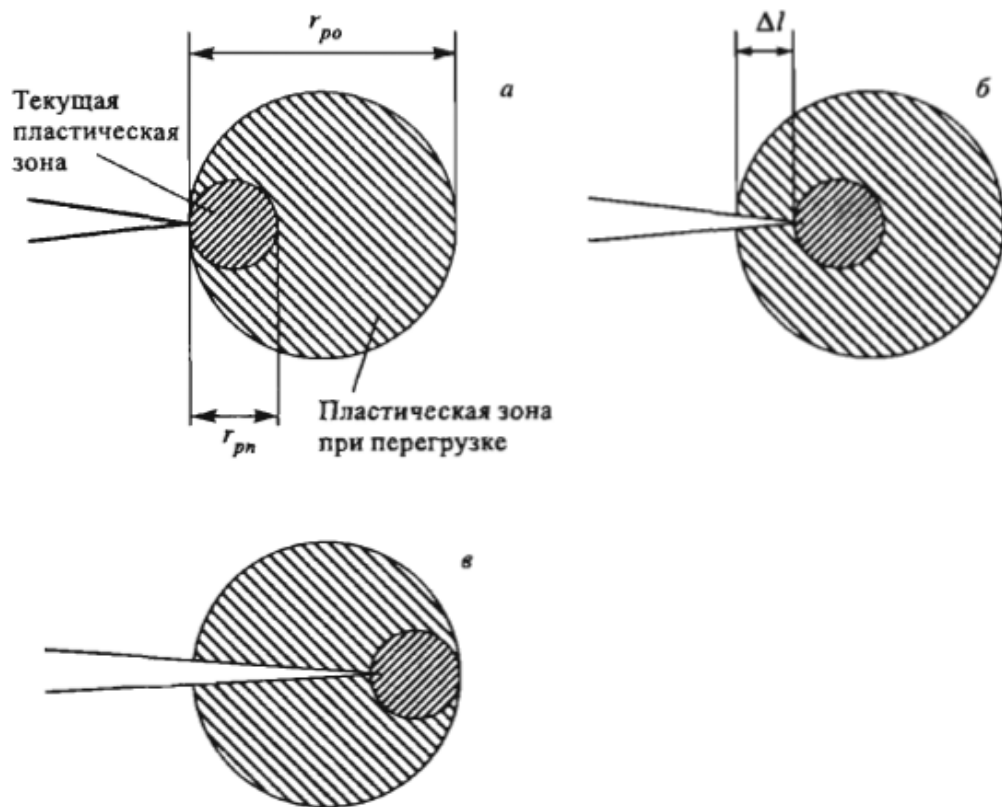 r_po
а
Текущая
пластическая
зона
r_pn
Пластическая зона
при перегрузке
Δl
б
в